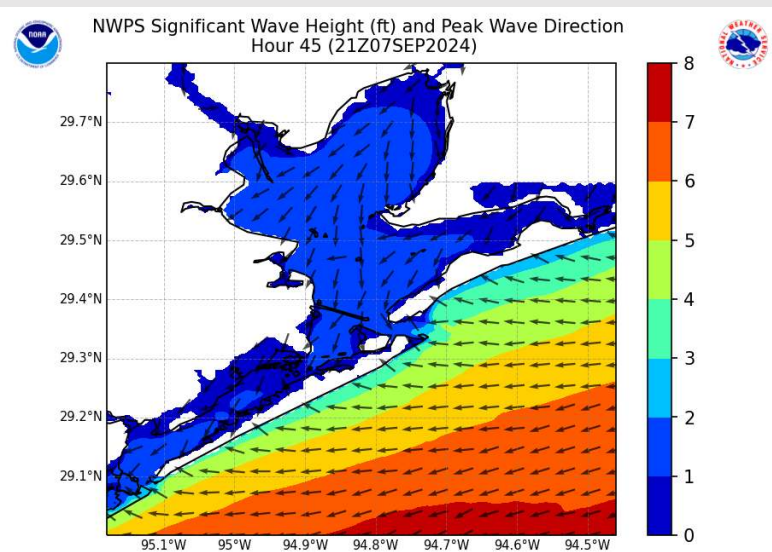 NWPS Significant Wave Height (ft) and Peak Wave Direction
Hour 45 (21Z07SEP2024)
NOAA
29.7°N
29.6°N
29.5°N
29.4°N
29.3°N
29.2°N
29.1°N
95.1°W 95°W 94.9°W 94.8°W 94.7°W 94.6°W 94.5°W
8
7
6
5
4
3
2
1
0